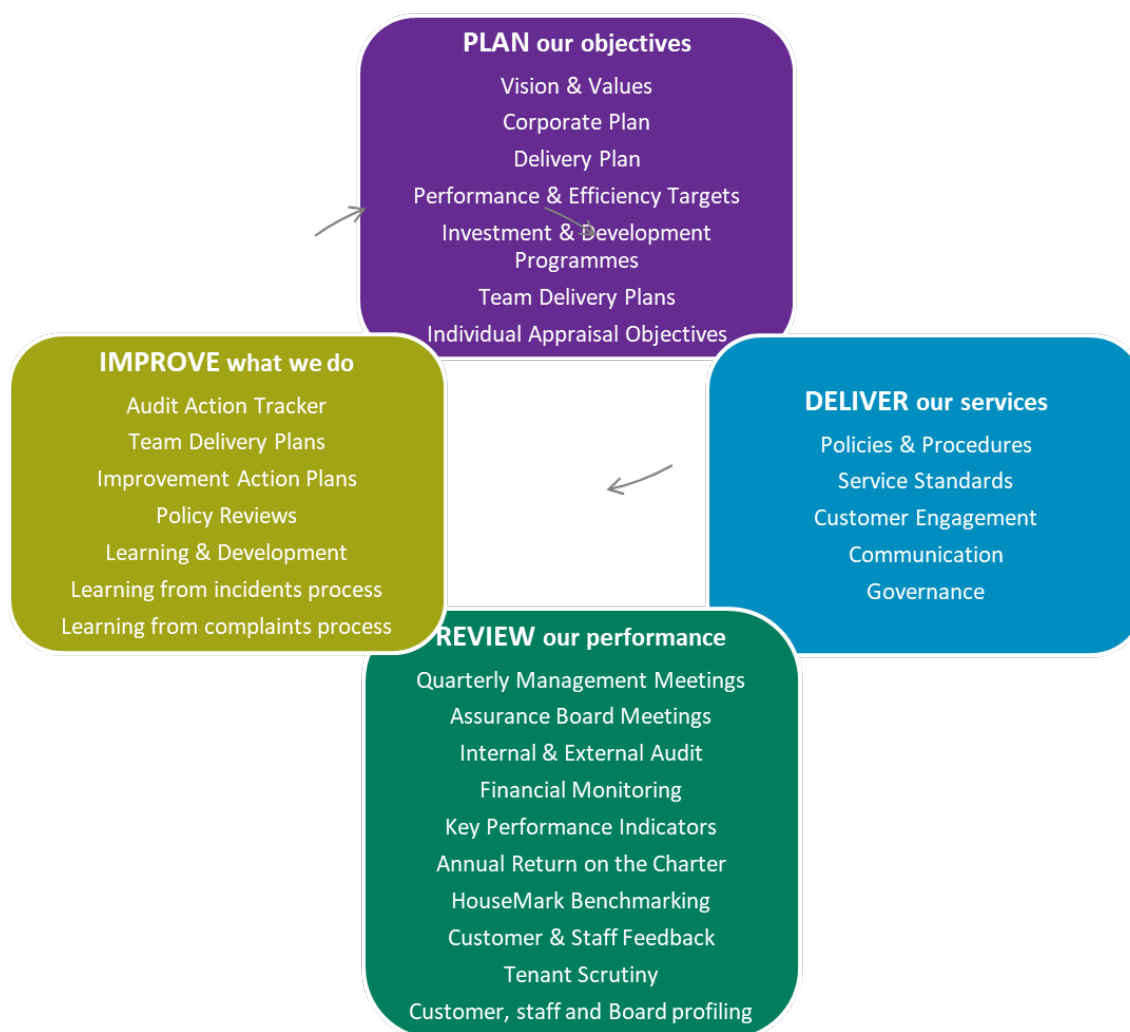 PLAN our objectives
Vision & Values
Corporate Plan
Delivery Plan
Performance & Efficiency Targets
Investment & Development
Programmes
Team Delivery Plans
Individual Appraisal Objectives
IMPROVE what we do
Audit Action Tracker
Team Delivery Plans
Improvement Action Plans
Policy Reviews
Learning & Development
Learning from incidents process
Learning from complaints process
DELIVER our services
Policies & Procedures
Service Standards
Customer Engagement
Communication
Governance
REVIEW our performance
Quarterly Management Meetings
Assurance Board Meetings
Internal & External Audit
Financial Monitoring
Key Performance Indicators
Annual Return on the Charter
HouseMark Benchmarking
Customer & Staff Feedback
Tenant Scrutiny
Customer, staff and Board profiling